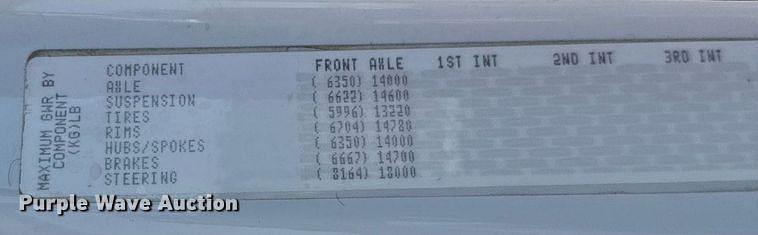 MAXIMUM GWR BY
COMPONENT
(KG)LB
COMPONENT FRONT AXLE 1ST INT 2ND INT 3RD INT
AXLE ( 6350) 14000
SUSPENSION ( 6622) 14600
TIRES ( 5996) 13220
RIMS ( 6704) 14780
HUBS/SPOKES ( 6350) 14000
BRAKES ( 6667) 14700
STEERING ( 8164) 18000
Purple Wave Auction